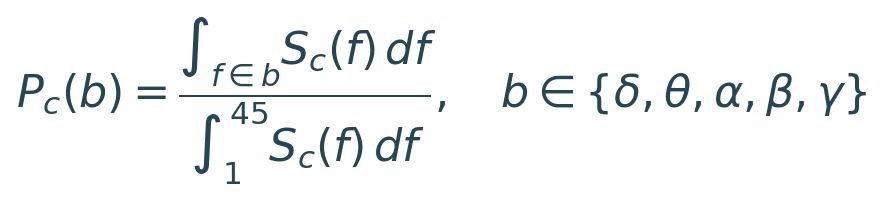 P_c(b) = ∫_{f ∈ b} S_c(f) df / ∫_1^{45} S_c(f) df , b ∈ {δ, θ, α, β, γ}